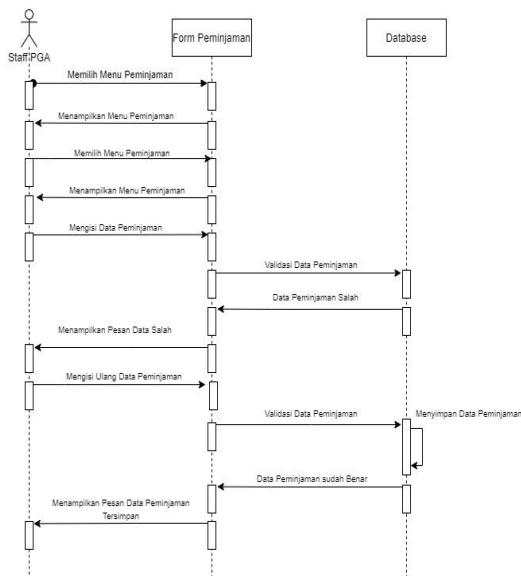 Form Peminjaman
Database
Staff PGA
Memilih Menu Peminjaman
Menampilkan Menu Peminjaman
Memilih Menu Peminjaman
Menampilkan Menu Peminjaman
Mengisi Data Peminjaman
Validasi Data Peminjaman
Data Peminjaman Salah
Menampilkan Pesan Data Salah
Mengisi Ulang Data Peminjaman
Validasi Data Peminjaman
Menyimpan Data Peminjaman
Data Peminjaman sudah Benar
Menampilkan Pesan Data Peminjaman
Tersimpan